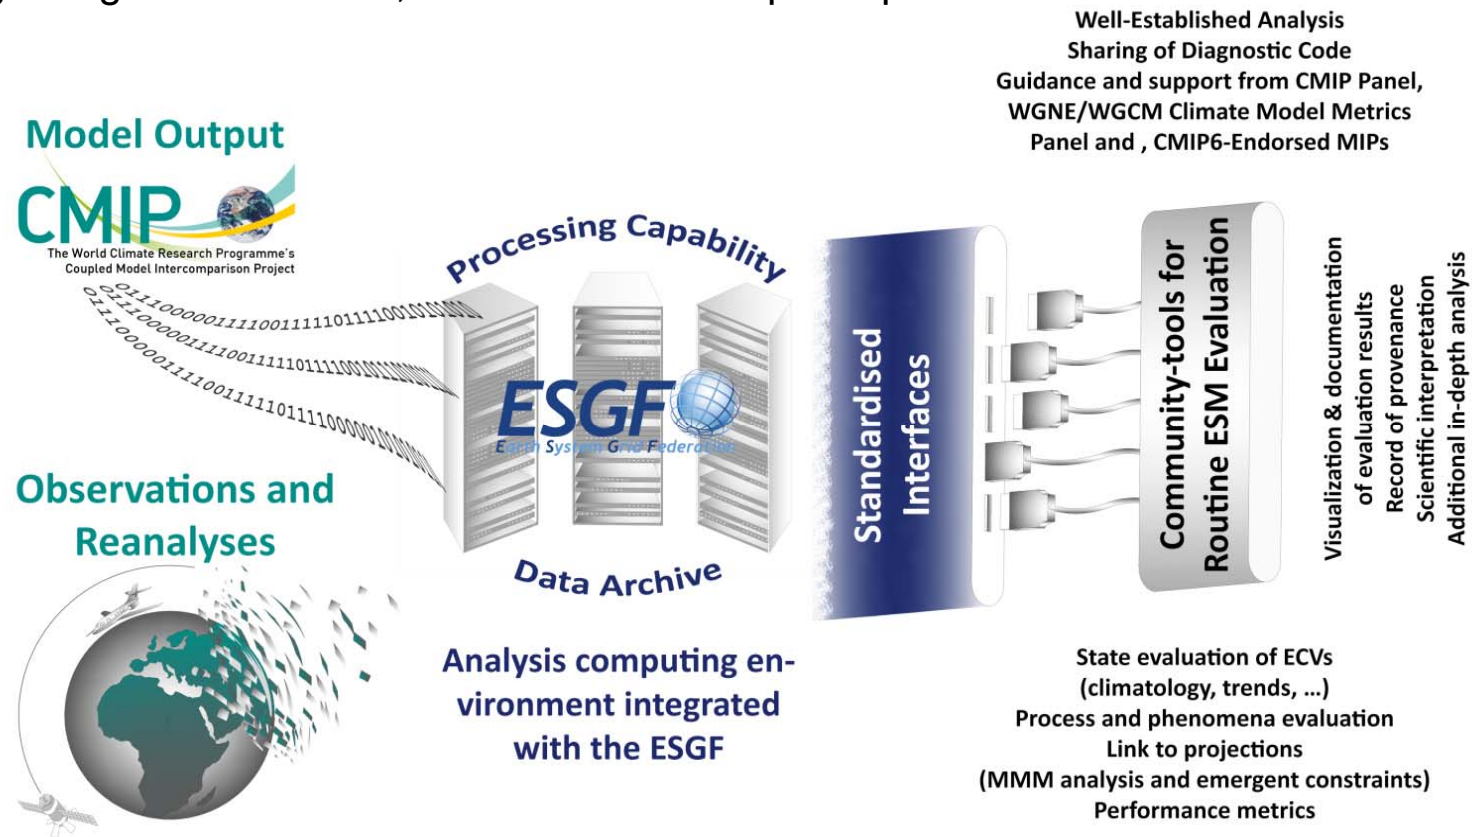 Well-Established Analysis
Sharing of Diagnostic Code
Guidance and support from CMIP Panel,
WGNE/WGCM Climate Model Metrics
Panel and , CMIP6-Endorsed MIPs
Model Output
CMIP
The World Climate Research Programme's
Coupled Model Intercomparison Project
Processing Capability
ESGF
Earth System Grid Federation
Data Archive
Observations and
Reanalyses
Analysis computing en-
vironment integrated
with the ESGF
Standardised
Interfaces
Community-tools for
Routine ESM Evaluation
Visualization & documentation
of evaluation results
Record of provenance
Scientific interpretation
Additional in-depth analysis
State evaluation of ECVs
(climatology, trends, ...)
Process and phenomena evaluation
Link to projections
(MMM analysis and emergent constraints)
Performance metrics